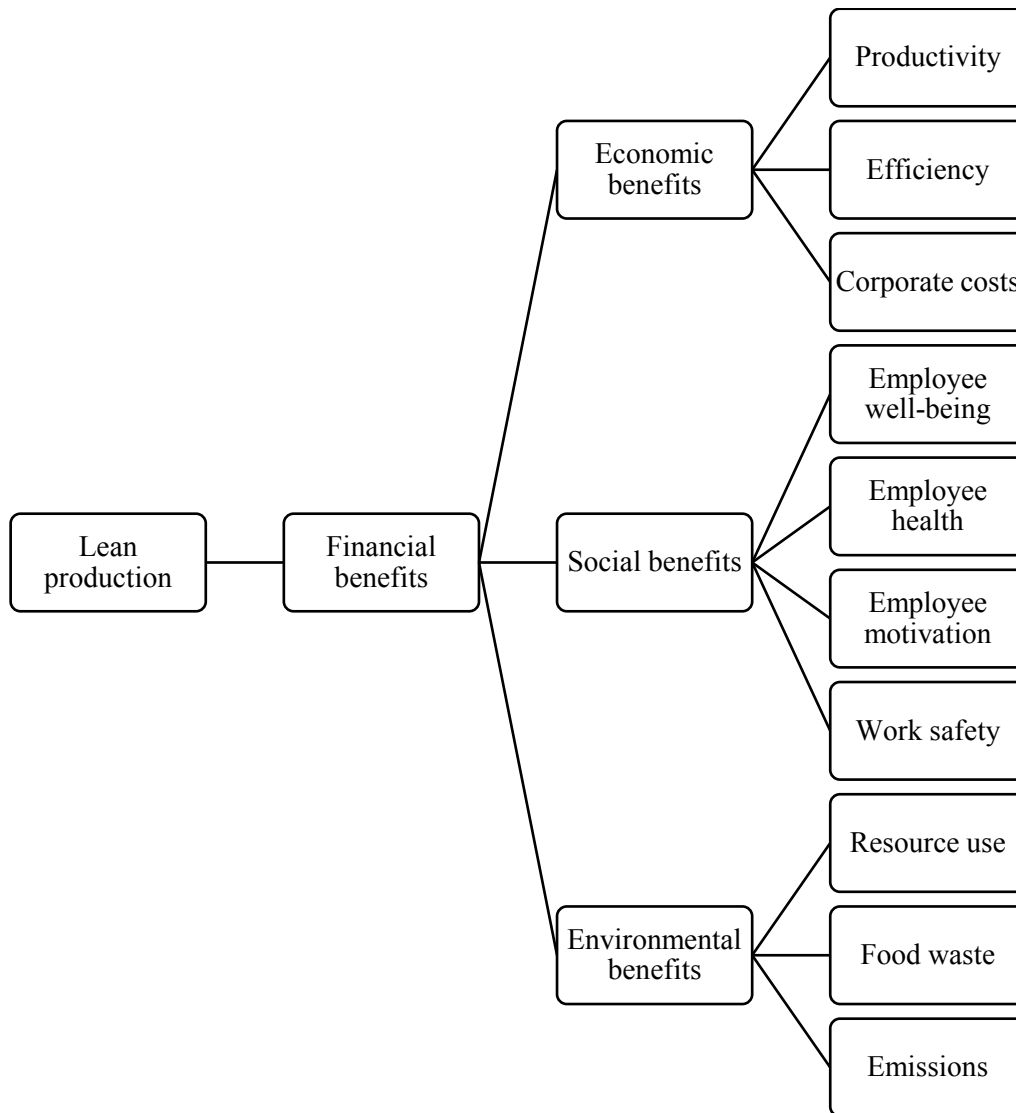 Productivity
Economic
benefits
Efficiency
Corporate costs
Employee
well-being
Employee
health
Lean
production
Financial
benefits
Social benefits
Employee
motivation
Work safety
Resource use
Environmental
benefits
Food waste
Emissions